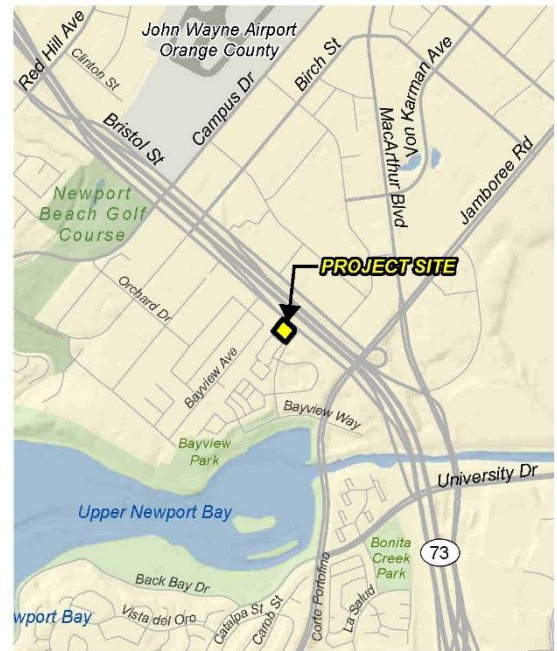 John Wayne Airport
Orange County
Red Hill Ave
Clinton St
Bristol St
Campus Dr
Birch St
Von Karman Ave
MacArthur Blvd
Jamboree Rd
Newport
Beach Golf
Course
PROJECT SITE
Orchard Dr
Bayview Ave
Bayview Way
Bayview
Park
University Dr
Upper Newport Bay
Bonita
Creek
Park
73
Back Bay Dr
Vista del Oro
Catalpa St
Carob St
Corte Portofino
La Salud
wport Bay